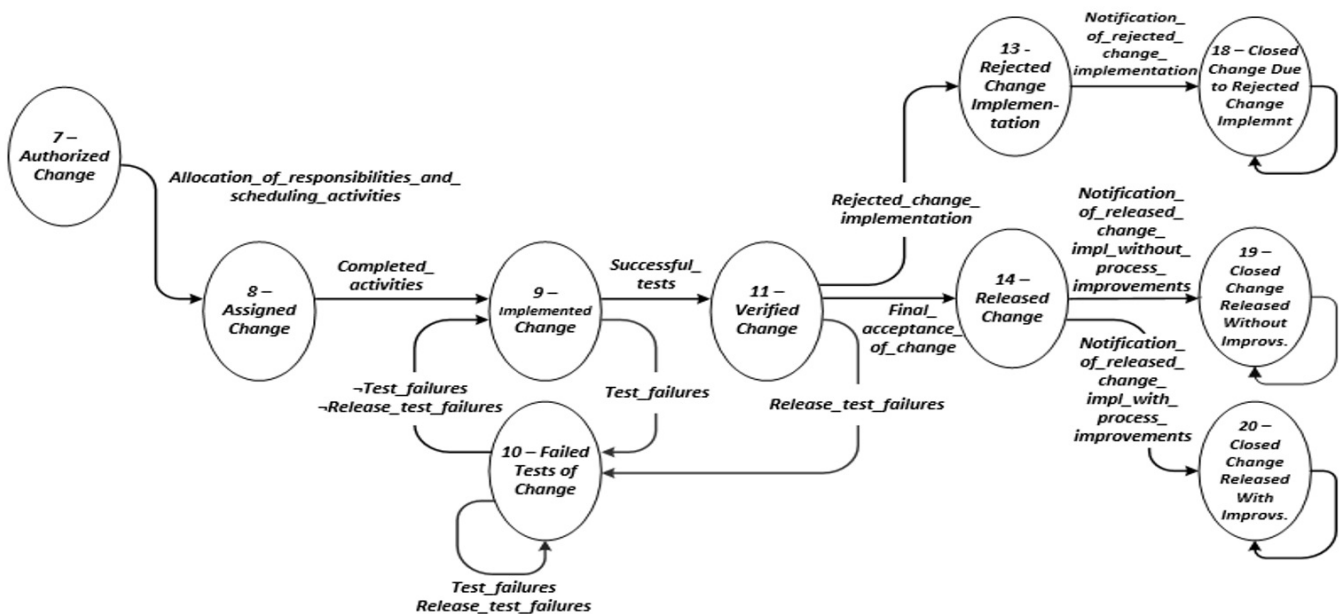 7 –
Authorized
Change
Allocation_of_responsibilities_and_
scheduling_activities
8 –
Assigned
Change
Completed_
activities
9 –
Implemented
Change
Successful_
tests
11 –
Verified
Change
¬Test_failures
¬Release_test_failures
Test_failures
10 – Failed
Tests of
Change
Test_failures
Release_test_failures
Release_test_failures
Rejected_change_
implementation
13 -
Rejected
Change
Implemen-
tation
Notification_
of_rejected_
change_
implementation
18 – Closed
Change Due
to Rejected
Change
Implemnt
Final_
acceptance_
of_change
14 –
Released
Change
Notification_
of_released_
change_
impl_without_
process_
improvements
19 –
Closed
Change
Released
Without
Improvs.
Notification_
of_released_
change_
impl_with_
process_
improvements
20 –
Closed
Change
Released
With
Improvs.